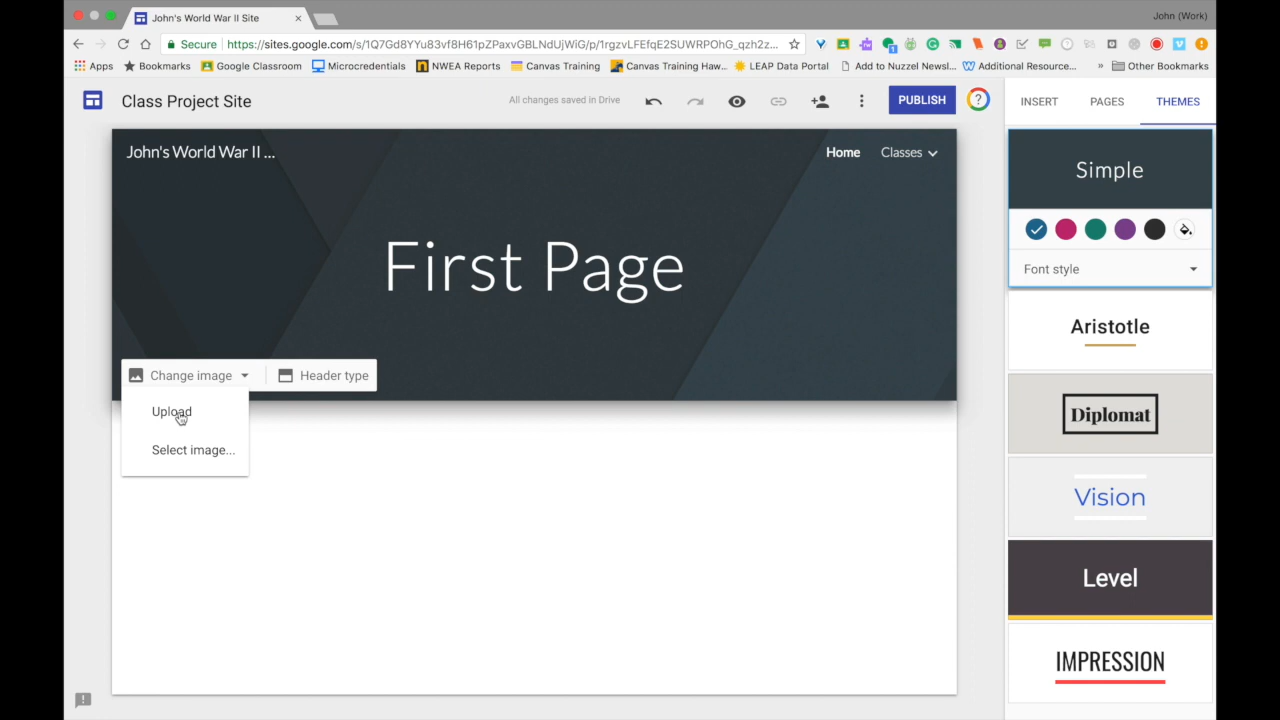 John's World War II Site
John (Work)
Secure
https://sites.google.com/s/1Q7Gd8YYu83vf8H61pZPaxvGBLNdUjWiG/p/1rgzvLFEfqE2SUWRPOhG_qzh2z...
Apps
Bookmarks
Google Classroom
Microcredentials
NWEA Reports
Canvas Training
Canvas Training Haw...
LEAP Data Portal
Add to Nuzzel Newsl...
Additional Resource...
»
Other Bookmarks
Class Project Site
All changes saved in Drive
PUBLISH
?
INSERT
PAGES
THEMES
John's World War II ...
Home
Classes
First Page
Change image
Header type
Upload
Select image...
Simple
Font style
Aristotle
Diplomat
Vision
Level
IMPRESSION